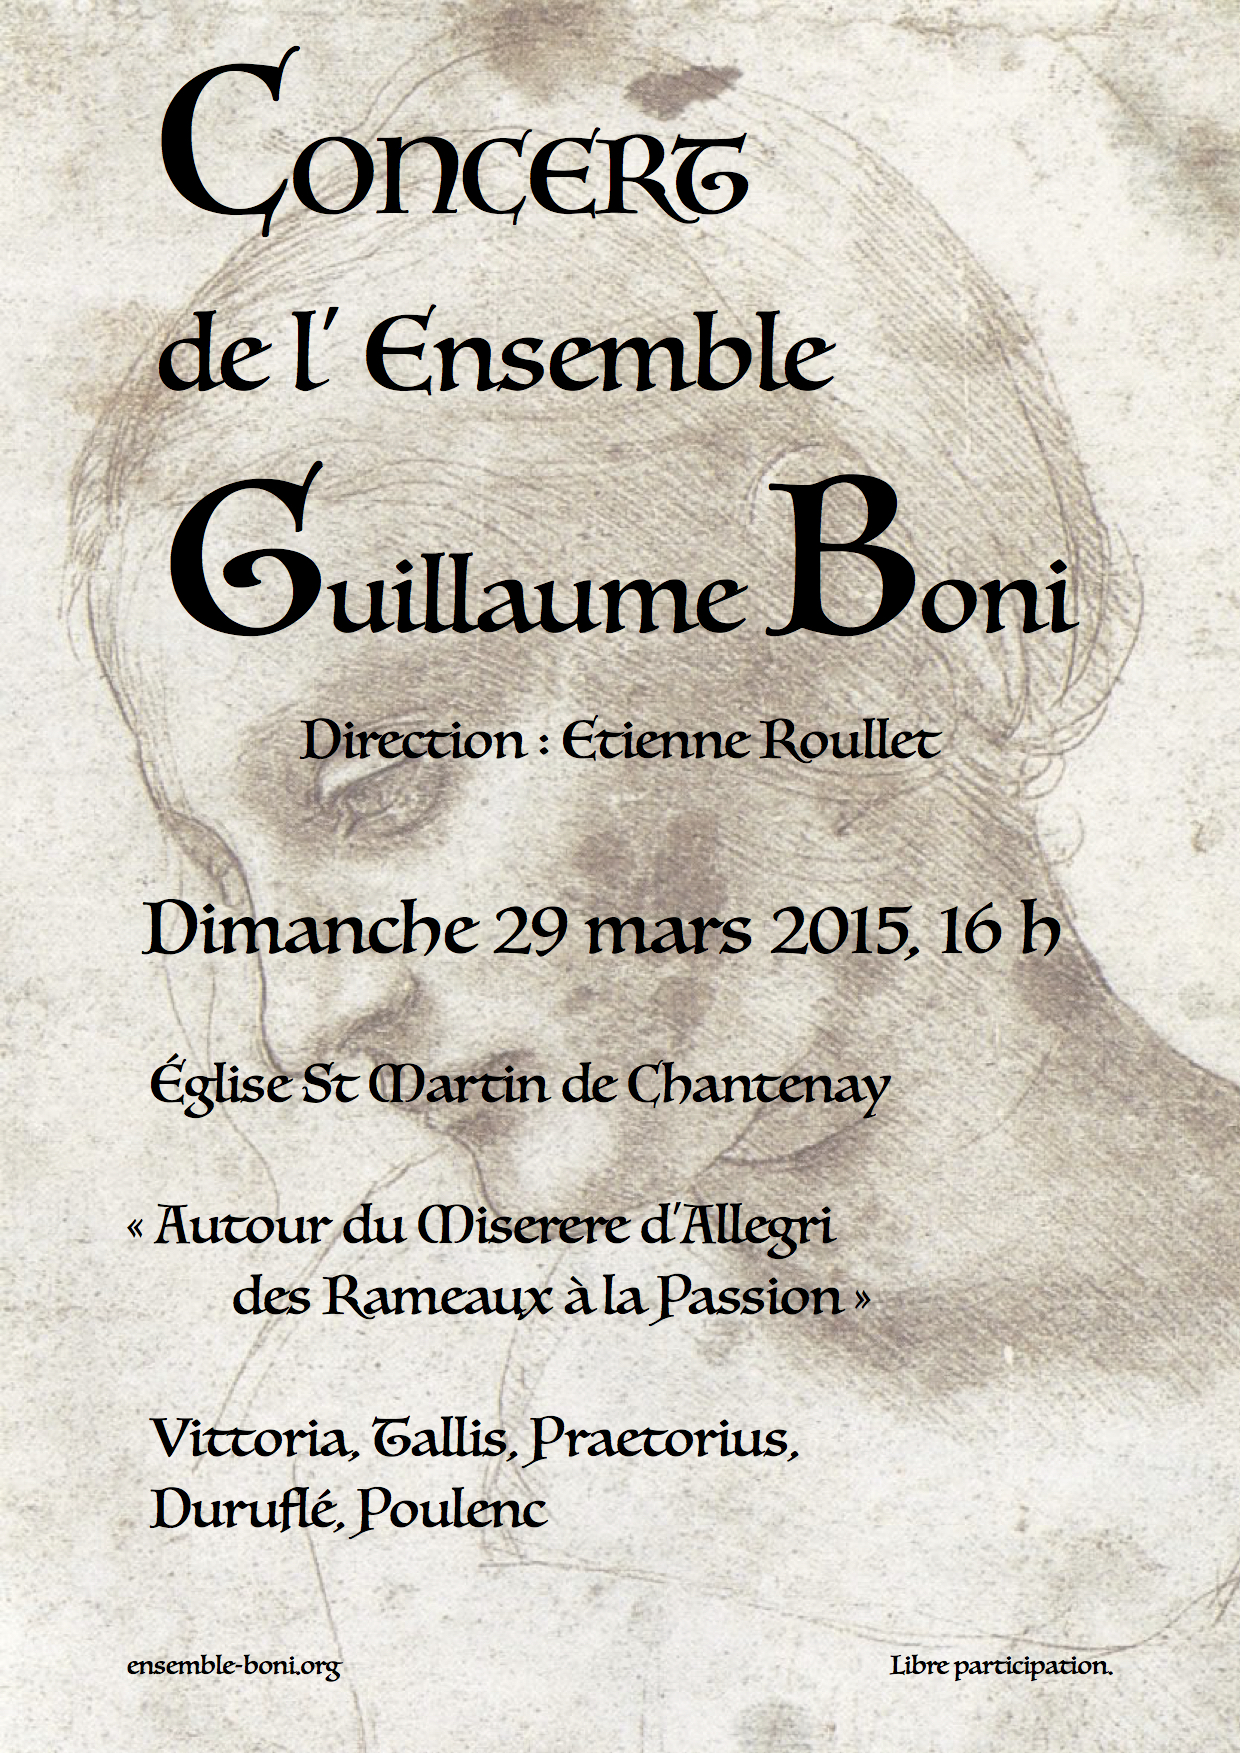 Concert
de l' Ensemble
Guillaume Boni
Direction : Etienne Roullet
Dimanche 29 mars 2015, 16 h
Église St Martin de Chantenay
« Autour du Miserere d'Allegri
des Rameaux à la Passion »
Vittoria, Tallis, Praetorius,
Duruflé, Poulenc
ensemble-boni.org
Libre participation.